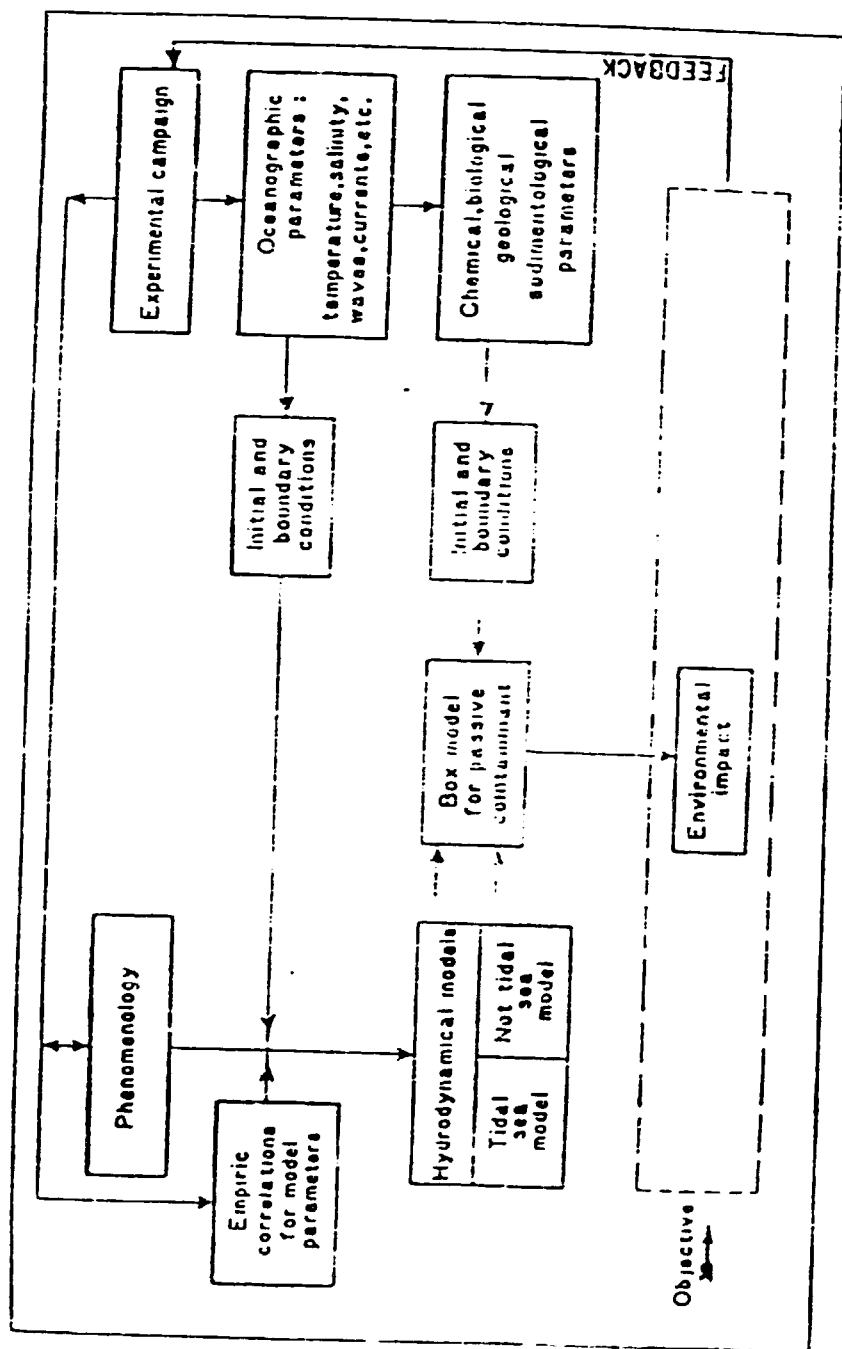 Phenomenology
Experimental campaign
Empiric
correlations
for model
parameters
Initial and
boundary
conditions
Oceanographic
parameters :
temperature,salinity,
waves,currents,etc.
Hydrodynamical models
Tidal
sea
model
Not tidal
sea
model
Box model
for passive
contaminant
Initial and
boundary
conditions
Chemical,biological
geological
sudimentological
parameters
Objective
Environmental
impact
FEEDBACK